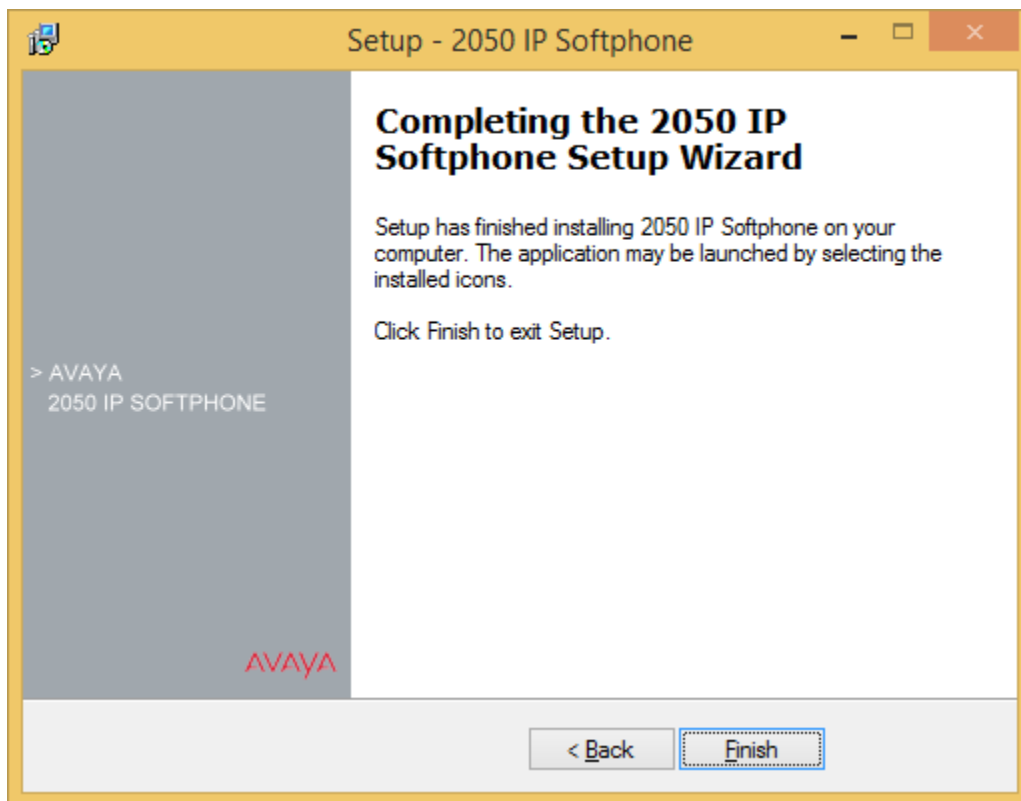 Setup - 2050 IP Softphone
Completing the 2050 IP
Softphone Setup Wizard
Setup has finished installing 2050 IP Softphone on your
computer. The application may be launched by selecting the
installed icons.
Click Finish to exit Setup.
> AVAYA
2050 IP SOFTPHONE
AVAYA
< Back
Finish